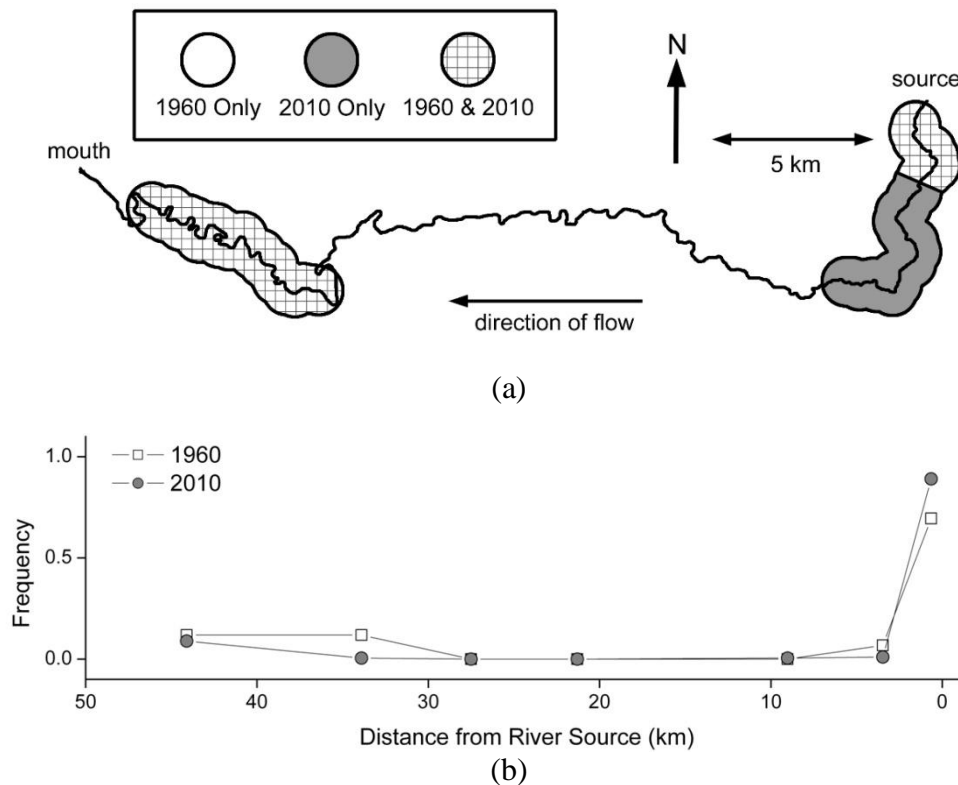 1960 Only 2010 Only 1960 & 2010
N
source
5 km
mouth
direction of flow
(a)
1960
2010
1.0
0.5
0.0
Frequency
50 40 30 20 10 0
Distance from River Source (km)
(b)